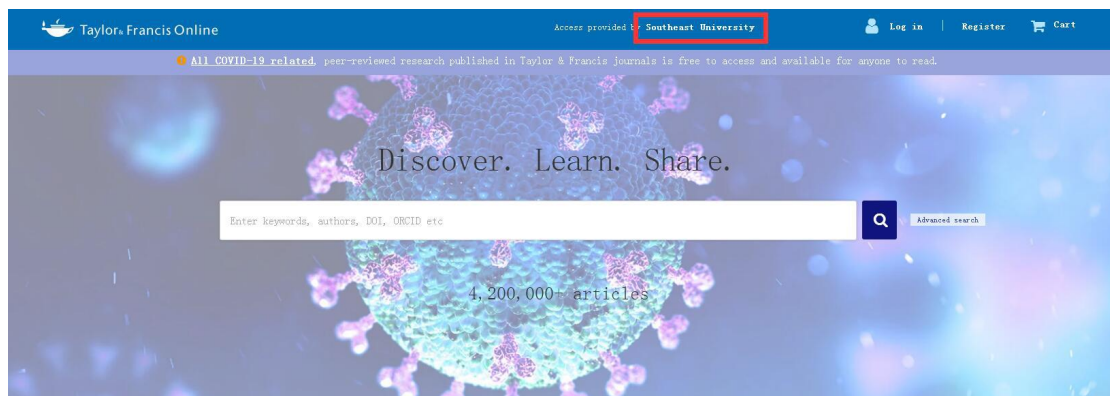 Taylor & Francis Online
Access provided by Southeast University
Log in | Register
Cart
All COVID-19 related, peer-reviewed research published in Taylor & Francis journals is free to access and available for anyone to read.
Discover. Learn. Share.
Enter keywords, authors, DOI, ORCID etc
Advanced search
4,200,000+ articles